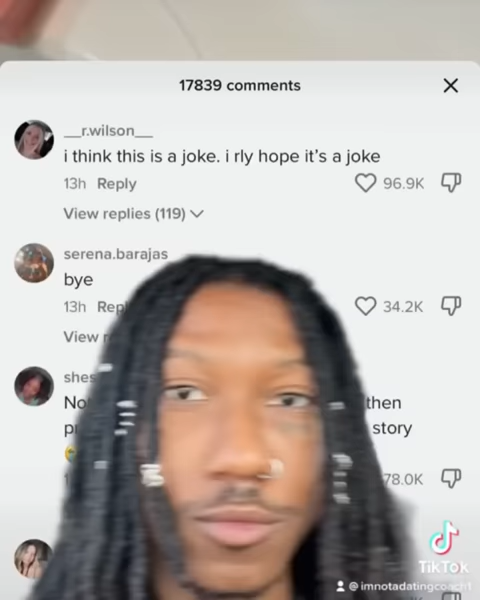 17839 comments
__r.wilson__
i think this is a joke. i rly hope it’s a joke
13h Reply
96.9K
View replies (119)
serena.barajas
bye
13h
34.2K
View
then
story
78.0K
TikTok
@imnotadatingcoach1